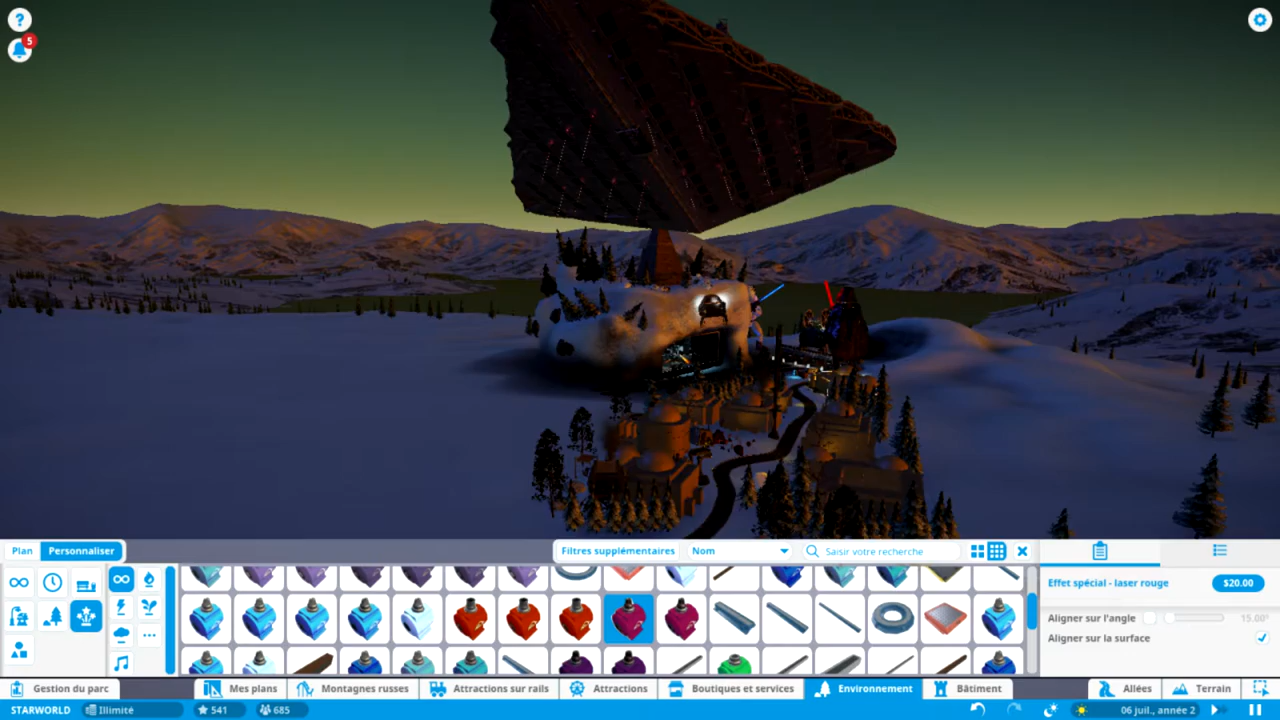 ?
5
Plan
Personnaliser
Filtres supplémentaires
Nom
Saisir votre recherche
Effet spécial - laser rouge
$20.00
Aligner sur l'angle
15.00°
Aligner sur la surface
Gestion du parc
Mes plans
Montagnes russes
Attractions sur rails
Attractions
Boutiques et services
Environnement
Bâtiment
Allées
Terrain
STARWORLD
Illimité
541
685
06 juil., année 2